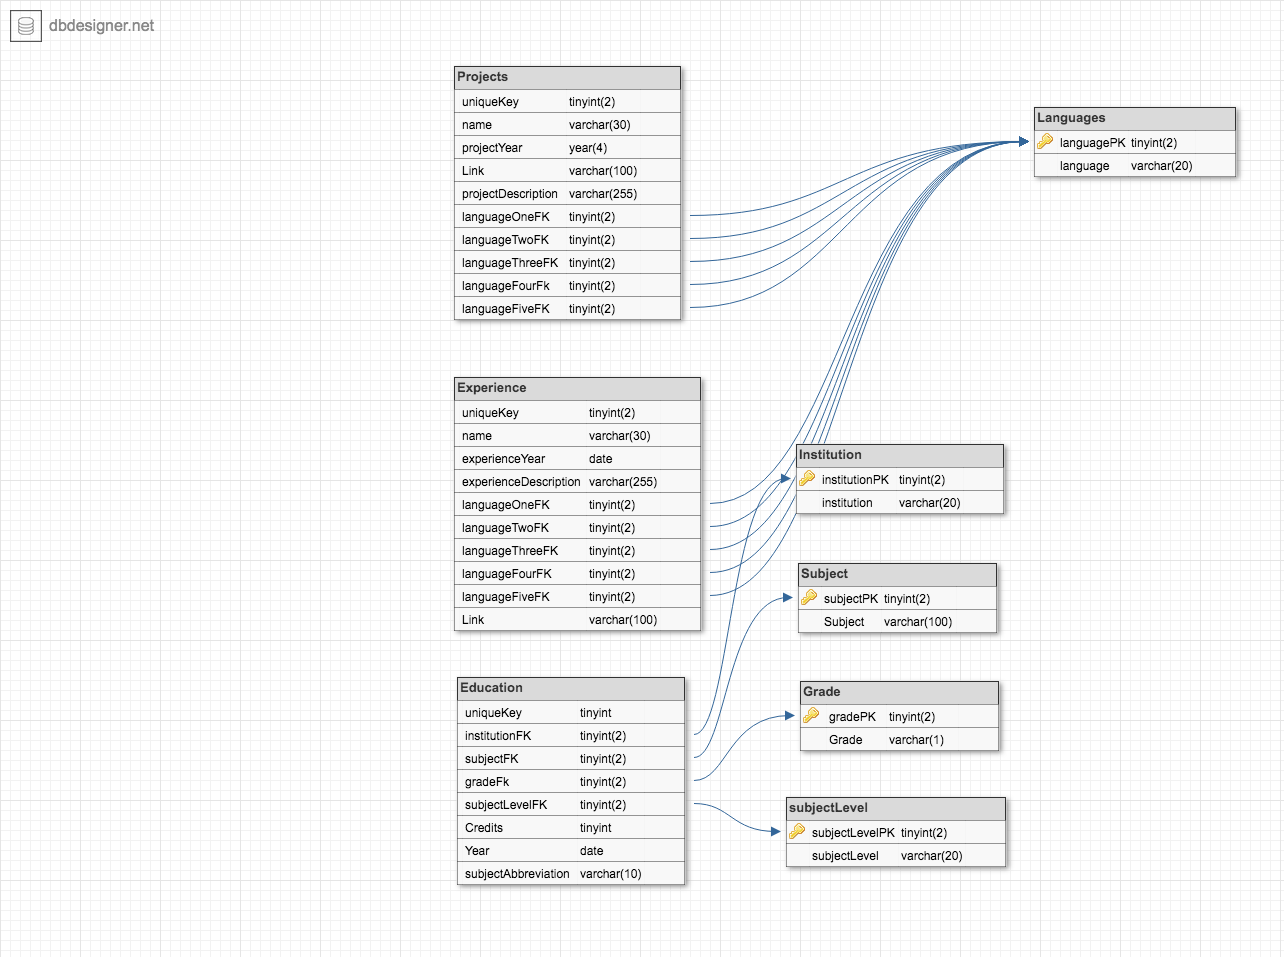 dbdesigner.net
Projects
uniqueKey tinyint(2)
name varchar(30)
projectYear year(4)
Link varchar(100)
projectDescription varchar(255)
languageOneFK tinyint(2)
languageTwoFK tinyint(2)
languageThreeFK tinyint(2)
languageFourFk tinyint(2)
languageFiveFK tinyint(2)
Languages
languagePK tinyint(2)
language varchar(20)
Experience
uniqueKey tinyint(2)
name varchar(30)
experienceYear date
experienceDescription varchar(255)
languageOneFK tinyint(2)
languageTwoFK tinyint(2)
languageThreeFK tinyint(2)
languageFourFK tinyint(2)
languageFiveFK tinyint(2)
Link varchar(100)
Institution
institutionPK tinyint(2)
institution varchar(20)
Subject
subjectPK tinyint(2)
Subject varchar(100)
Education
uniqueKey tinyint
institutionFK tinyint(2)
subjectFK tinyint(2)
gradeFk tinyint(2)
subjectLevelFK tinyint(2)
Credits tinyint
Year date
subjectAbbreviation varchar(10)
Grade
gradePK tinyint(2)
Grade varchar(1)
subjectLevel
subjectLevelPK tinyint(2)
subjectLevel varchar(20)